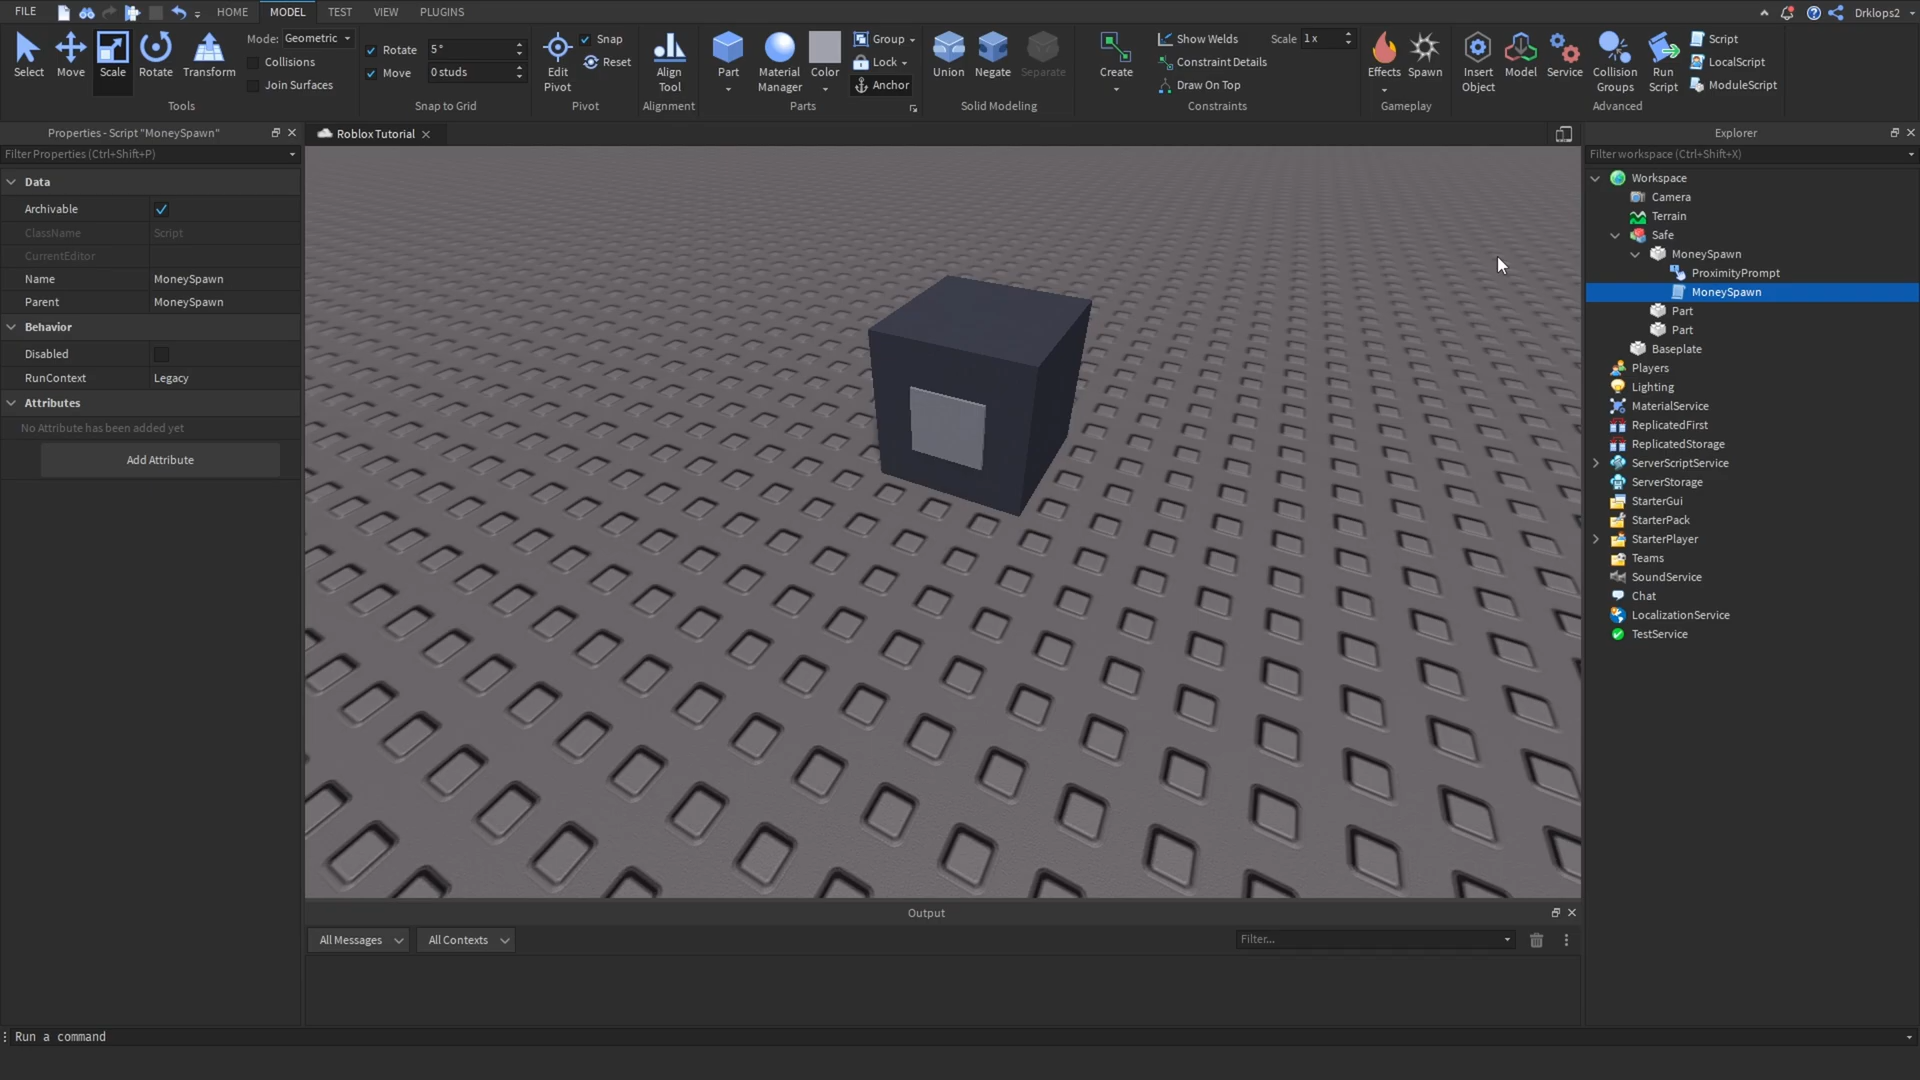 FILE
HOME
MODEL
TEST
VIEW
PLUGINS
Drklops2
Select
Move
Scale
Rotate
Transform
Mode: Geometric
Collisions
Join Surfaces
Tools
Rotate 5°
Move 0 studs
Snap to Grid
Edit
Pivot
Snap
Reset
Pivot
Align
Tool
Alignment
Part
Material
Manager
Color
Group
Lock
Anchor
Parts
Union
Negate
Separate
Solid Modeling
Create
Show Welds
Constraint Details
Draw On Top
Scale 1 x
Constraints
Effects
Spawn
Gameplay
Insert
Object
Model
Service
Collision
Groups
Run
Script
Script
LocalScript
ModuleScript
Advanced
Properties - Script "MoneySpawn"
Filter Properties (Ctrl+Shift+P)
Data
Archivable
ClassName Script
CurrentEditor
Name MoneySpawn
Parent MoneySpawn
Behavior
Disabled
RunContext Legacy
Attributes
No Attribute has been added yet
Add Attribute
Roblox Tutorial
Output
All Messages
All Contexts
Filter...
Explorer
Filter workspace (Ctrl+Shift+X)
Workspace
Camera
Terrain
Safe
MoneySpawn
ProximityPrompt
MoneySpawn
Part
Part
Baseplate
Players
Lighting
MaterialService
ReplicatedFirst
ReplicatedStorage
ServerScriptService
ServerStorage
StarterGui
StarterPack
StarterPlayer
Teams
SoundService
Chat
LocalizationService
TestService
Run a command